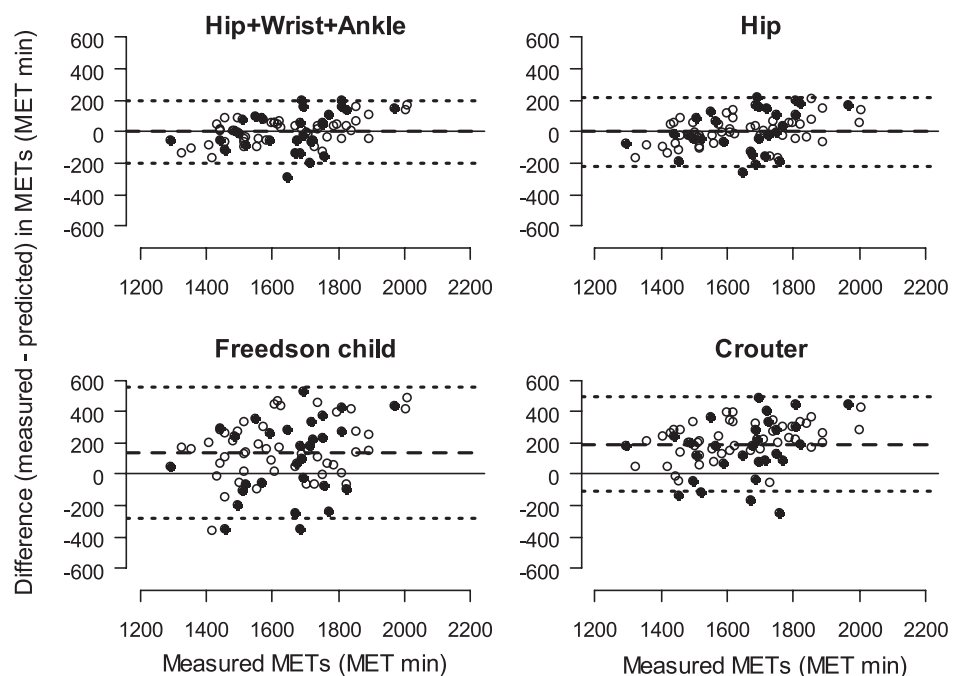 Difference (measured - predicted) in METs (MET min)
Hip+Wrist+Ankle
600
400
200
0
-200
-400
-600
1200 1400 1600 1800 2000 2200
Hip
600
400
200
0
-200
-400
-600
1200 1400 1600 1800 2000 2200
Freedson child
600
400
200
0
-200
-400
-600
1200 1400 1600 1800 2000 2200
Measured METs (MET min)
Crouter
600
400
200
0
-200
-400
-600
1200 1400 1600 1800 2000 2200
Measured METs (MET min)